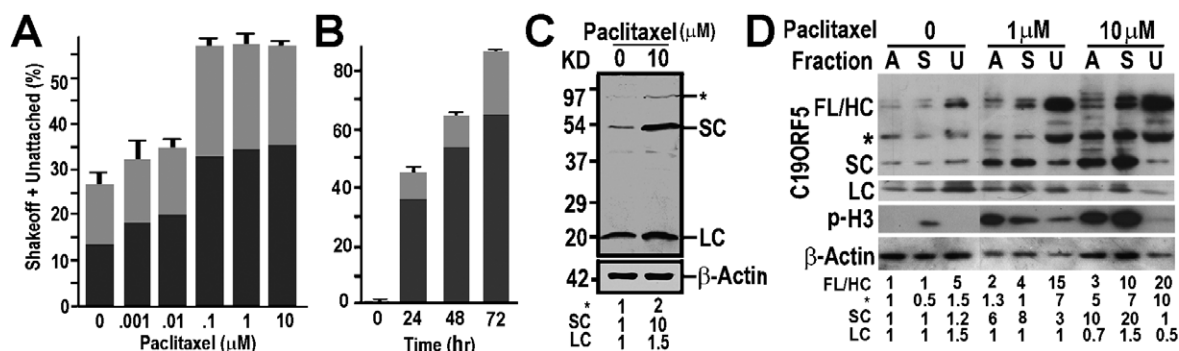 A
Shakeoff + Unattached (%)
50
40
30
20
10
0
0 .001 .01 .1 1 10
Paclitaxel (μM)
B
80
60
40
20
0
0 24 48 72
Time (hr)
C
Paclitaxel (μM)
0 10
KD
97
54
37
29
20
42
*
SC
LC
β-Actin
* 1 2
SC 1 10
LC 1 1.5
D
Paclitaxel 0 1 μM 10 μM
Fraction A S U A S U A S U
C19ORF5
FL/HC
*
SC
LC
p-H3
β-Actin
FL/HC 1 1 5 2 4 15 3 10 20
* 1 0.5 1.5 1.3 1 7 5 7 10
SC 1 1 1.2 6 8 3 10 20 1
LC 1 1 1.5 1 1 1 0.7 1.5 0.5